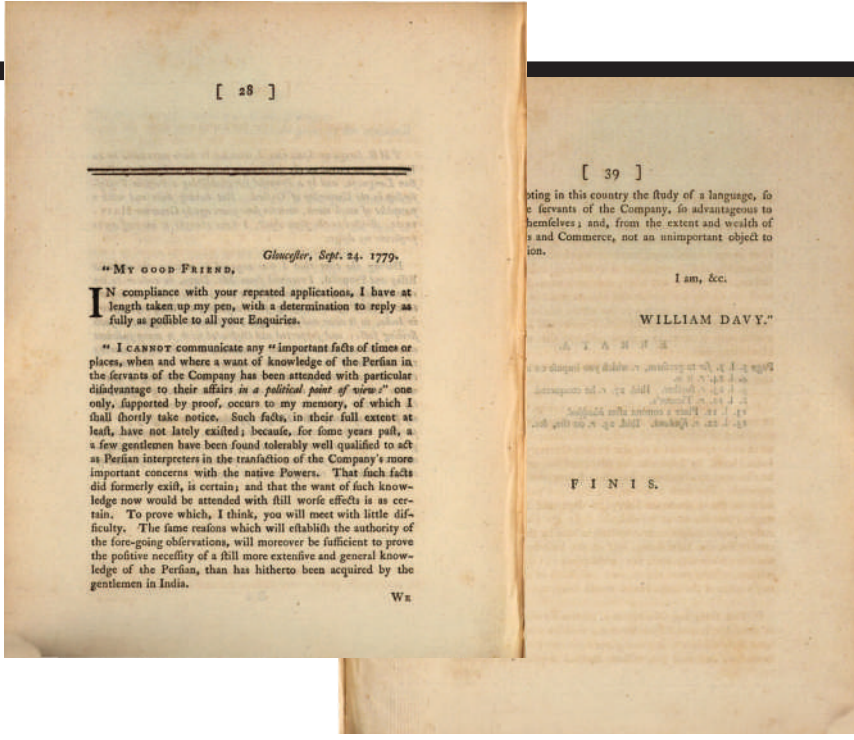 [ 28 ]
Gloucester, Sept. 24. 1779.
“MY GOOD FRIEND,
IN compliance with your repeated applications, I have at
length taken up my pen, with a determination to reply as
fully as poſſible to all your Enquiries.
“ I CANNOT communicate any “ important facts of times or
places, when and where a want of knowledge of the Perſian in
the ſervants of the Company has been attended with particular
diſadvantage to their affairs in a political point of view:” one
only, ſupported by proof, occurs to my memory, of which I
ſhall ſhortly take notice. Such facts, in their full extent at
leaſt, have not lately exiſted; becauſe, for ſome years paſt, a
a few gentlemen have been found tolerably well qualified to act
as Perſian interpreters in the tranſaction of the Company's more
important concerns with the native Powers. That ſuch facts
did formerly exiſt, is certain; and that the want of ſuch know-
ledge now would be attended with ſtill worſe effects is as cer-
tain. To prove which, I think, you will meet with little dif-
ficulty. The ſame reaſons which will eſtabliſh the authority of
the fore-going obſervations, will moreover be ſufficient to prove
the poſitive neceſſity of a ſtill more extenſive and general know-
ledge of the Perſian, than has hitherto been acquired by the
gentlemen in India.
WE
[ 39 ]
oting in this country the ſtudy of a language, ſo
e ſervants of the Company, ſo advantageous to
hemſelves; and, from the extent and wealth of
s and Commerce, not an unimportant object to
ion.
I am, &c.
WILLIAM DAVY.”
FINIS.